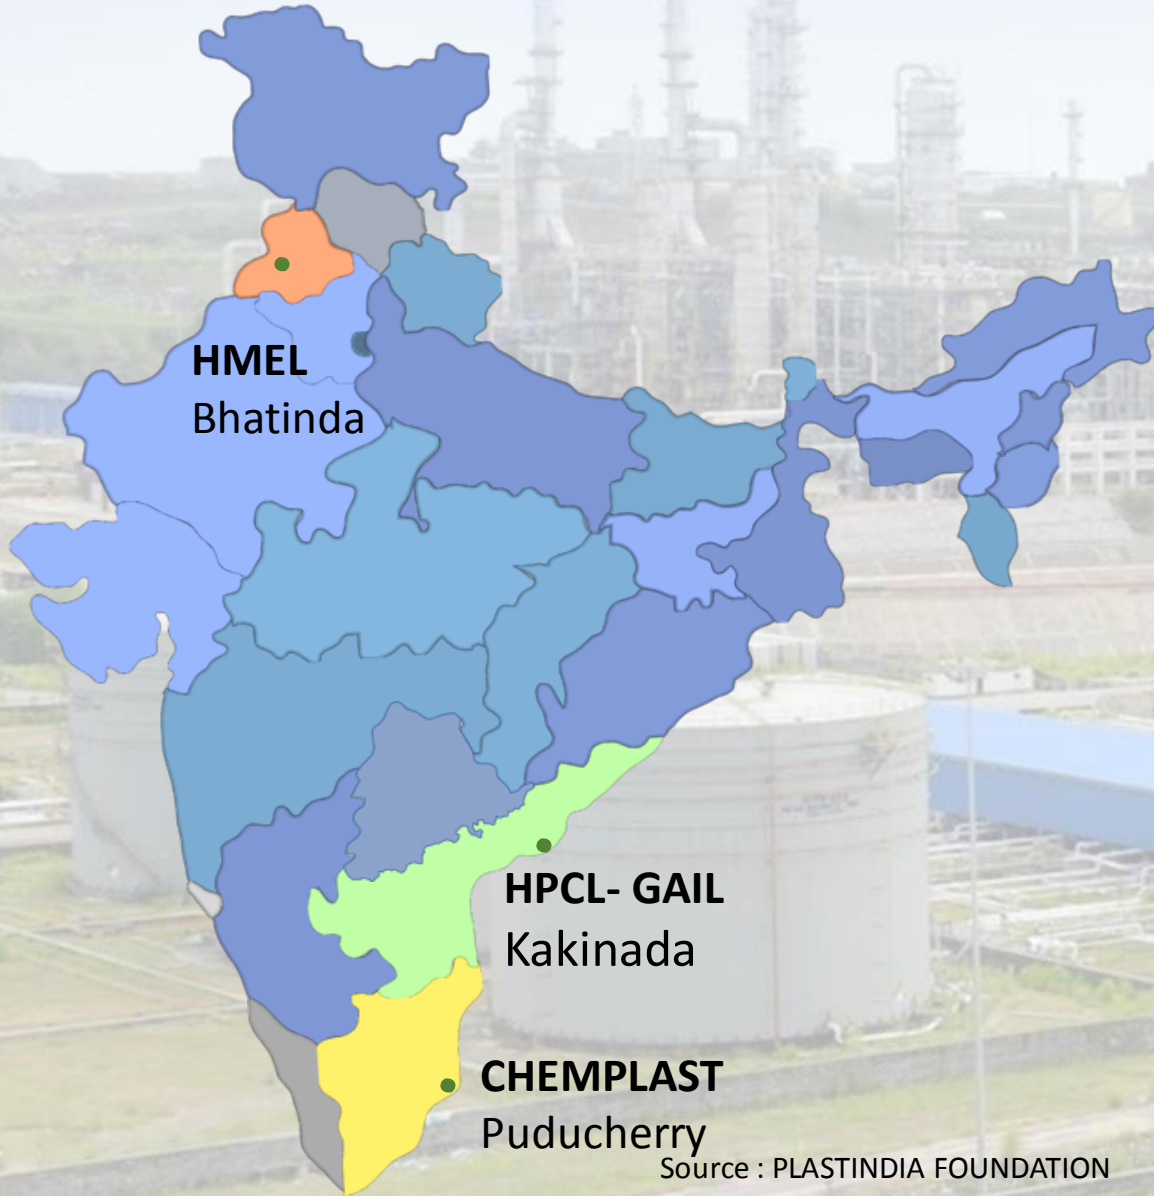 HMEL
Bhatinda
HPCL- GAIL
Kakinada
CHEMPLAST
Puducherry
Source : PLASTINDIA FOUNDATION